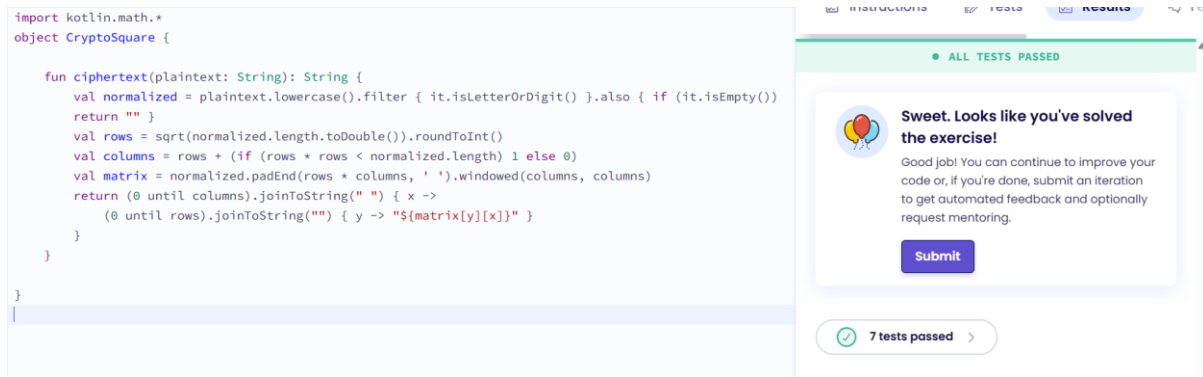 import kotlin.math.*
object CryptoSquare {
    fun ciphertext(plaintext: String): String {
        val normalized = plaintext.lowercase().filter { it.isLetterOrDigit() }.also { if (it.isEmpty())
        return "" }
        val rows = sqrt(normalized.length.toDouble()).roundToInt()
        val columns = rows + (if (rows * rows < normalized.length) 1 else 0)
        val matrix = normalized.padEnd(rows * columns, ' ').windowed(columns, columns)
        return (0 until columns).joinToString(" ") { x ->
            (0 until rows).joinToString("") { y -> "${matrix[y][x]}" }
        }
    }
}
Instructions Tests Results
ALL TESTS PASSED
Sweet. Looks like you've solved
the exercise!
Good job! You can continue to improve your
code or, if you're done, submit an iteration
to get automated feedback and optionally
request mentoring.
Submit
7 tests passed